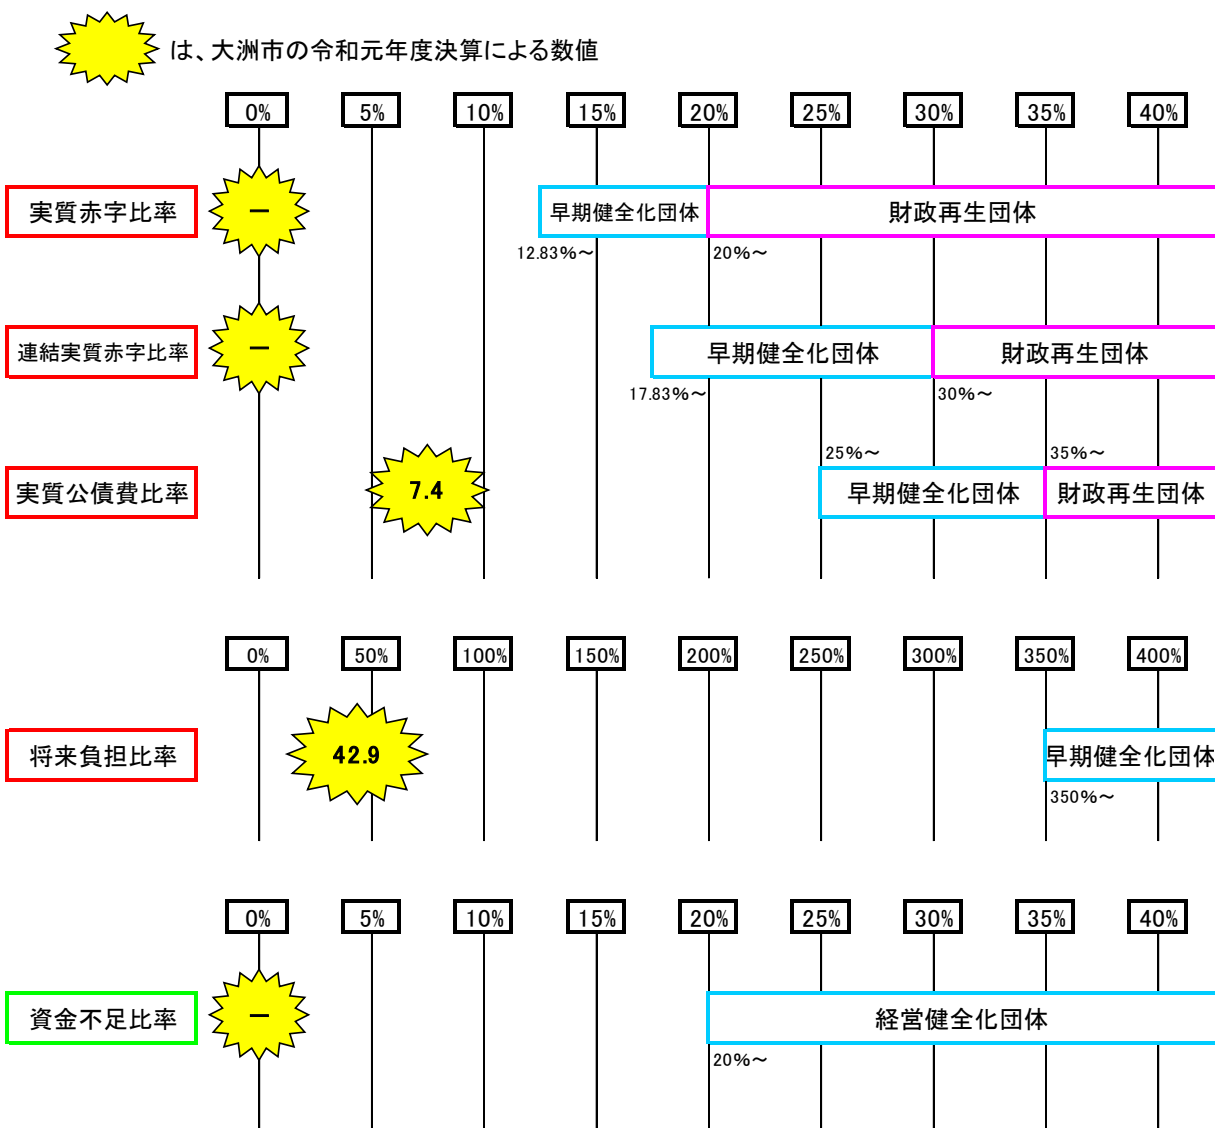 は、大洲市の令和元年度決算による数値
0% 5% 10% 15% 20% 25% 30% 35% 40%
実質赤字比率 － 早期健全化団体 財政再生団体
12.83%～ 20%～
連結実質赤字比率 － 早期健全化団体 財政再生団体
17.83%～ 30%～
25%～ 35%～
実質公債費比率 7.4 早期健全化団体 財政再生団体
0% 50% 100% 150% 200% 250% 300% 350% 400%
将来負担比率 42.9 早期健全化団体
350%～
0% 5% 10% 15% 20% 25% 30% 35% 40%
資金不足比率 － 経営健全化団体
20%～